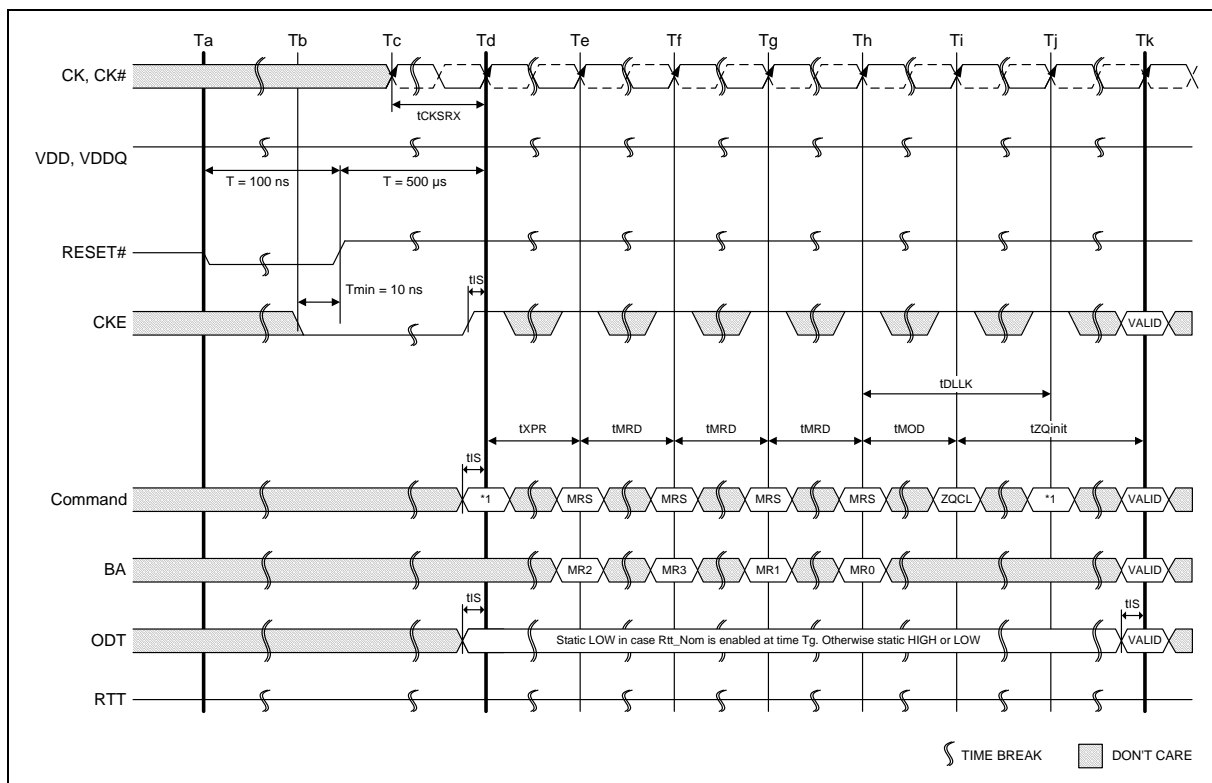 Ta Tb Tc Td Te Tf Tg Th Ti Tj Tk
CK, CK#
tCKSRX
VDD, VDDQ
T = 100 ns T = 500 µs
RESET#
tIS
Tmin = 10 ns
CKE VALID
tDLLK
tXPR tMRD tMRD tMRD tMOD tZQinit
tIS
Command *1 MRS MRS MRS MRS ZQCL *1 VALID
BA MR2 MR3 MR1 MR0 VALID
tIS tIS
ODT Static LOW in case Rtt_Nom is enabled at time Tg. Otherwise static HIGH or LOW VALID
RTT
TIME BREAK DON'T CARE